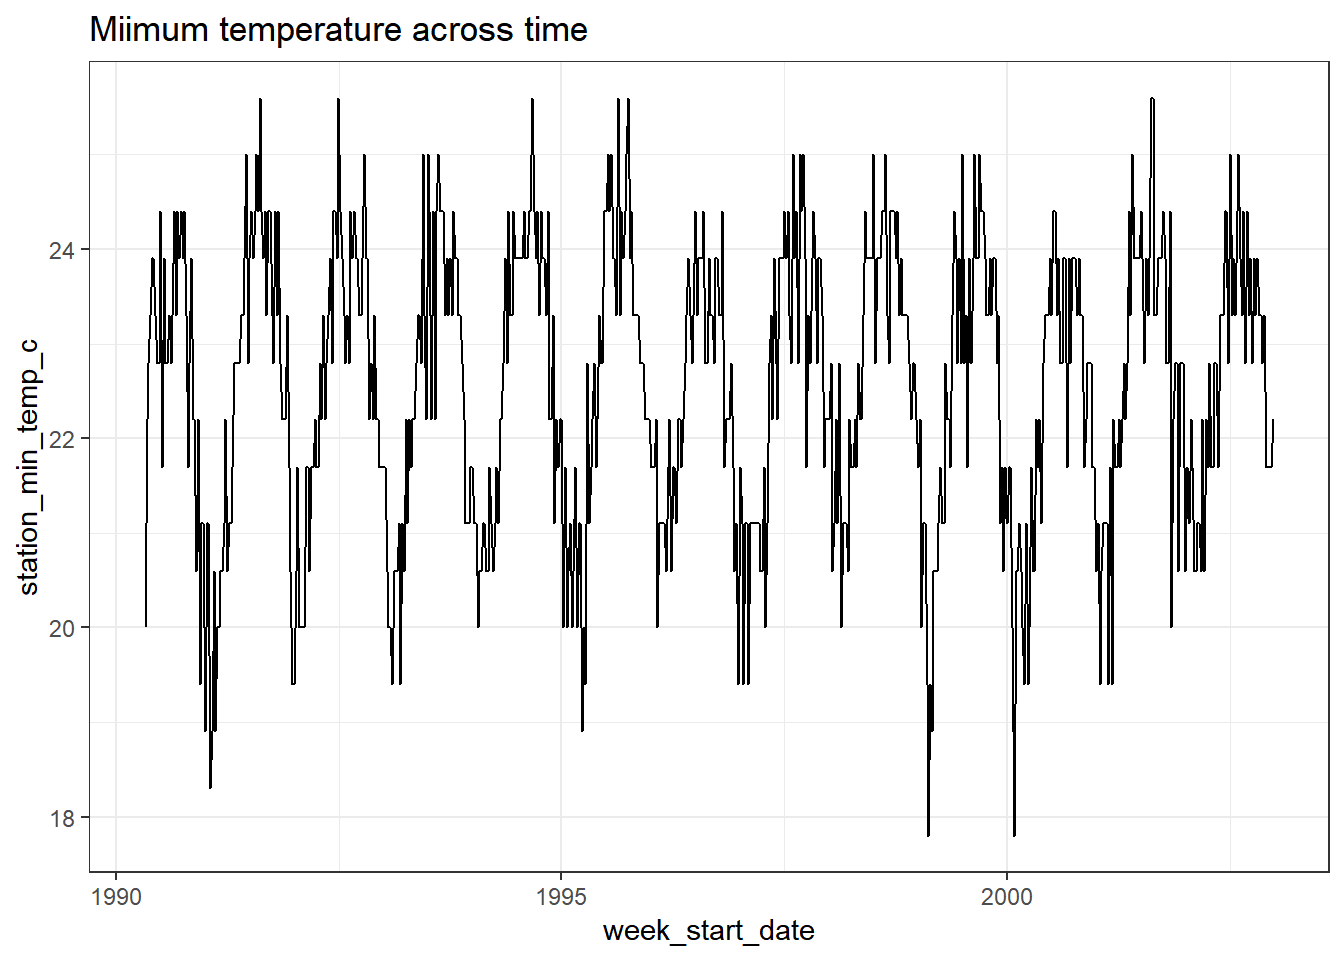 Miimum temperature across time
station_min_temp_c
24
22
20
18
1990
1995
2000
week_start_date